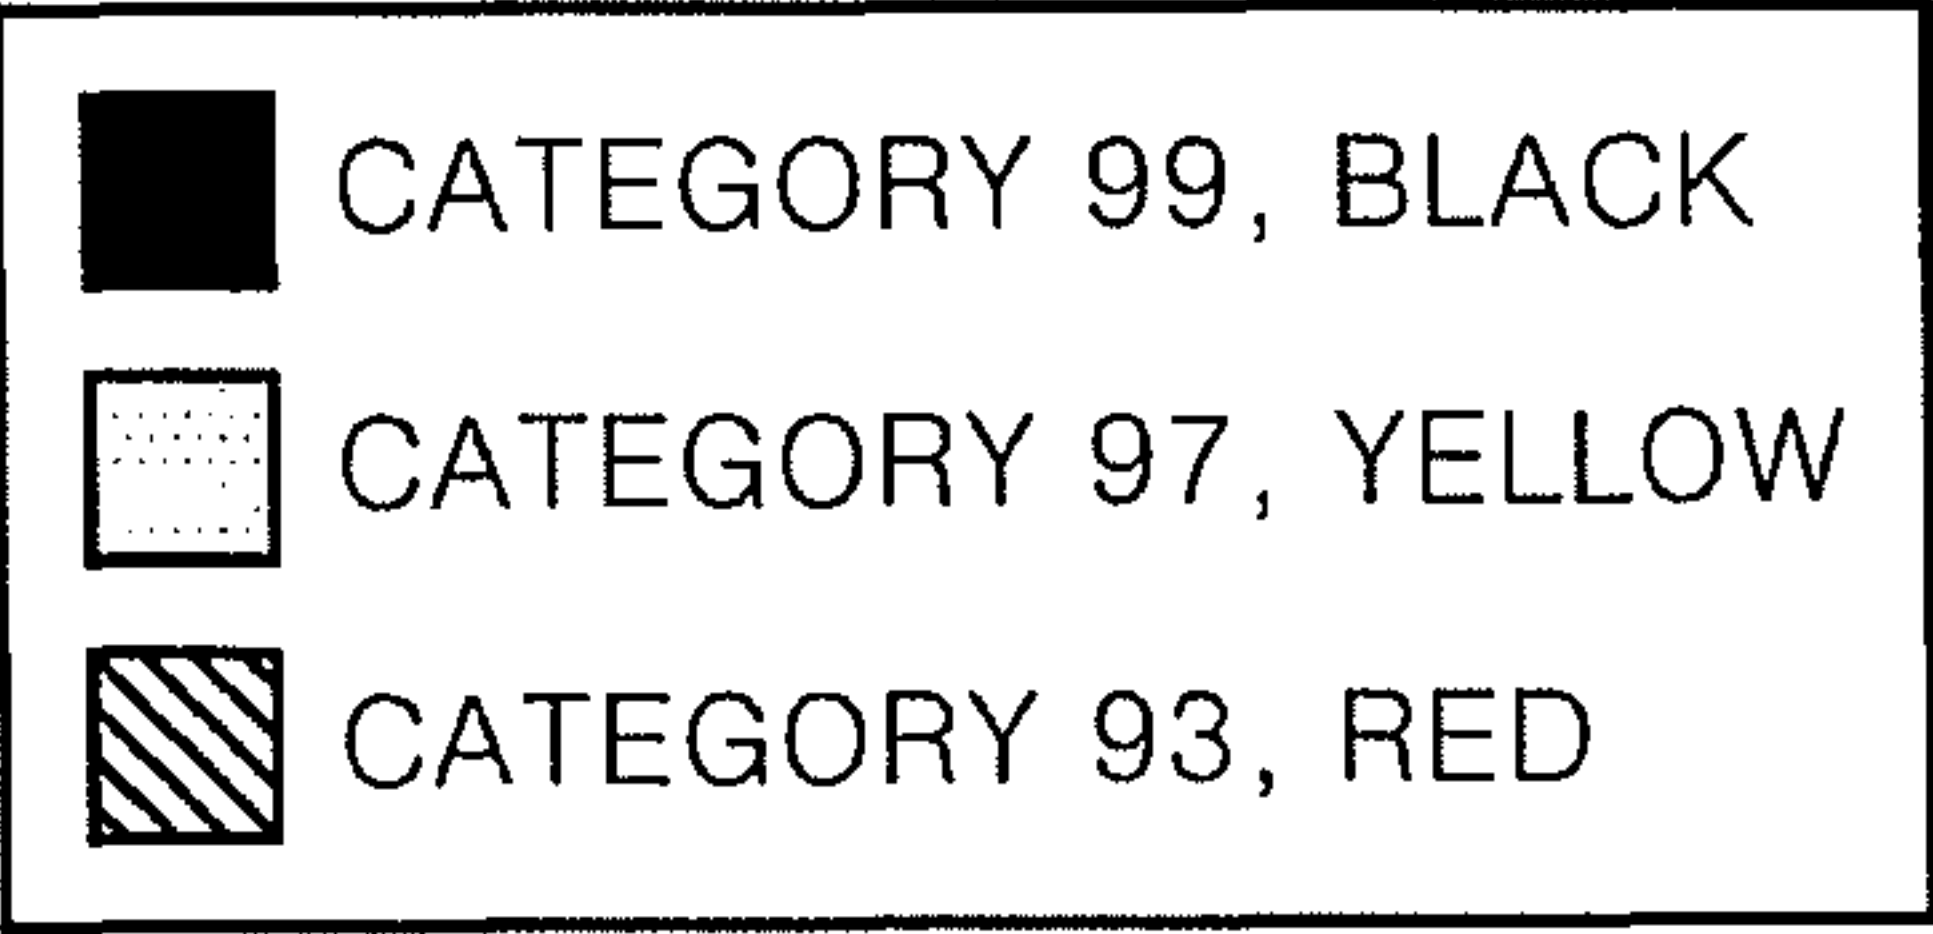 CATEGORY 99, BLACK
CATEGORY 97, YELLOW
CATEGORY 93, RED